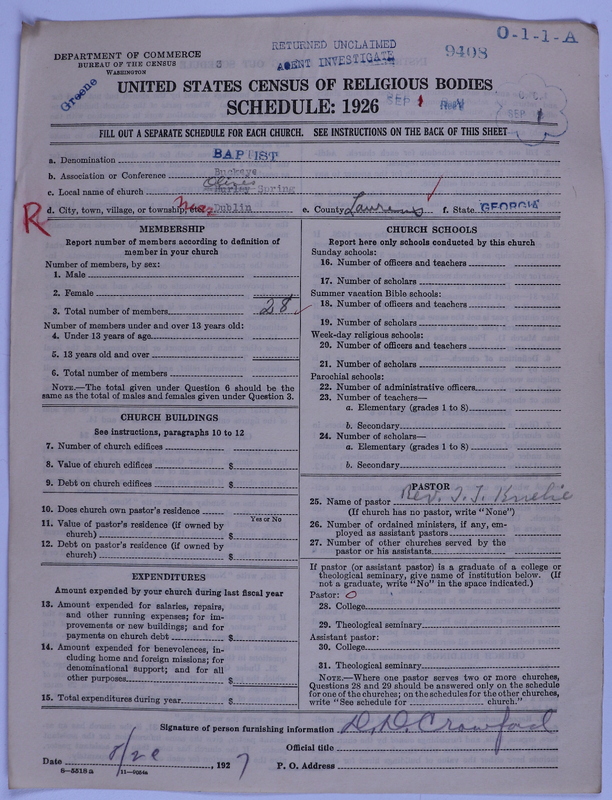 O-1-1-A
RETURNED UNCLAIMED
9408
AGENT INVESTIGATE
DEPARTMENT OF COMMERCE
BUREAU OF THE CENSUS
WASHINGTON
Greene
UNITED STATES CENSUS OF RELIGIOUS BODIES
SCHEDULE: 1926
SEP 1
SEP 1
FILL OUT A SEPARATE SCHEDULE FOR EACH CHURCH. SEE INSTRUCTIONS ON THE BACK OF THIS SHEET
a. Denomination BAPTIST
b. Association or Conference Buckeye
c. Local name of church Spring
R d. City, town, village, or township, etc. near Dublin e. County Laurens f. State GEORGIA
MEMBERSHIP
Report number of members according to definition of
member in your church
Number of members, by sex:
1. Male
2. Female
3. Total number of members 28
Number of members under and over 13 years old:
4. Under 13 years of age
5. 13 years old and over
6. Total number of members
NOTE.—The total given under Question 6 should be
same as the total of males and females given under Question 3.
CHURCH BUILDINGS
See instructions, paragraphs 10 to 12
7. Number of church edifices
8. Value of church edifices $
9. Debt on church edifices $
10. Does church own pastor's residence
Yes or No
11. Value of pastor's residence (if owned by
church) $
12. Debt on pastor's residence (if owned by
church) $
EXPENDITURES
Amount expended by your church during last fiscal year
13. Amount expended for salaries, repairs,
and other running expenses; for im-
provements or new buildings; and for
payments on church debt $
14. Amount expended for benevolences, in-
cluding home and foreign missions; for
denominational support; and for all
other purposes $
15. Total expenditures during year $
CHURCH SCHOOLS
Report here only schools conducted by this church
Sunday schools:
16. Number of officers and teachers
17. Number of scholars
Summer vacation Bible schools:
18. Number of officers and teachers
19. Number of scholars
Week-day religious schools:
20. Number of officers and teachers
21. Number of scholars
Parochial schools:
22. Number of administrative officers
23. Number of teachers—
a. Elementary (grades 1 to 8)
b. Secondary
24. Number of scholars—
a. Elementary (grades 1 to 8)
b. Secondary
PASTOR
25. Name of pastor Rev.
(If church has no pastor, write "None")
26. Number of ordained ministers, if any, em-
ployed as assistant pastors
27. Number of other churches served by the
pastor or his assistants
If pastor (or assistant pastor) is a graduate of a college or
theological seminary, give name of institution below. (If
not a graduate, write "No" in the space indicated.)
Pastor: O
28. College
29. Theological seminary
Assistant pastor:
30. College
31. Theological seminary
NOTE.—Where one pastor serves two or more churches,
Questions 28 and 29 should be answered only on the schedule
for one of the churches; on the schedules for the other churches,
write "See schedule for church."
Signature of person furnishing information D. D. Crawford
Official title
Date 8/20, 1927 P. O. Address
8-5518a 11-9054a